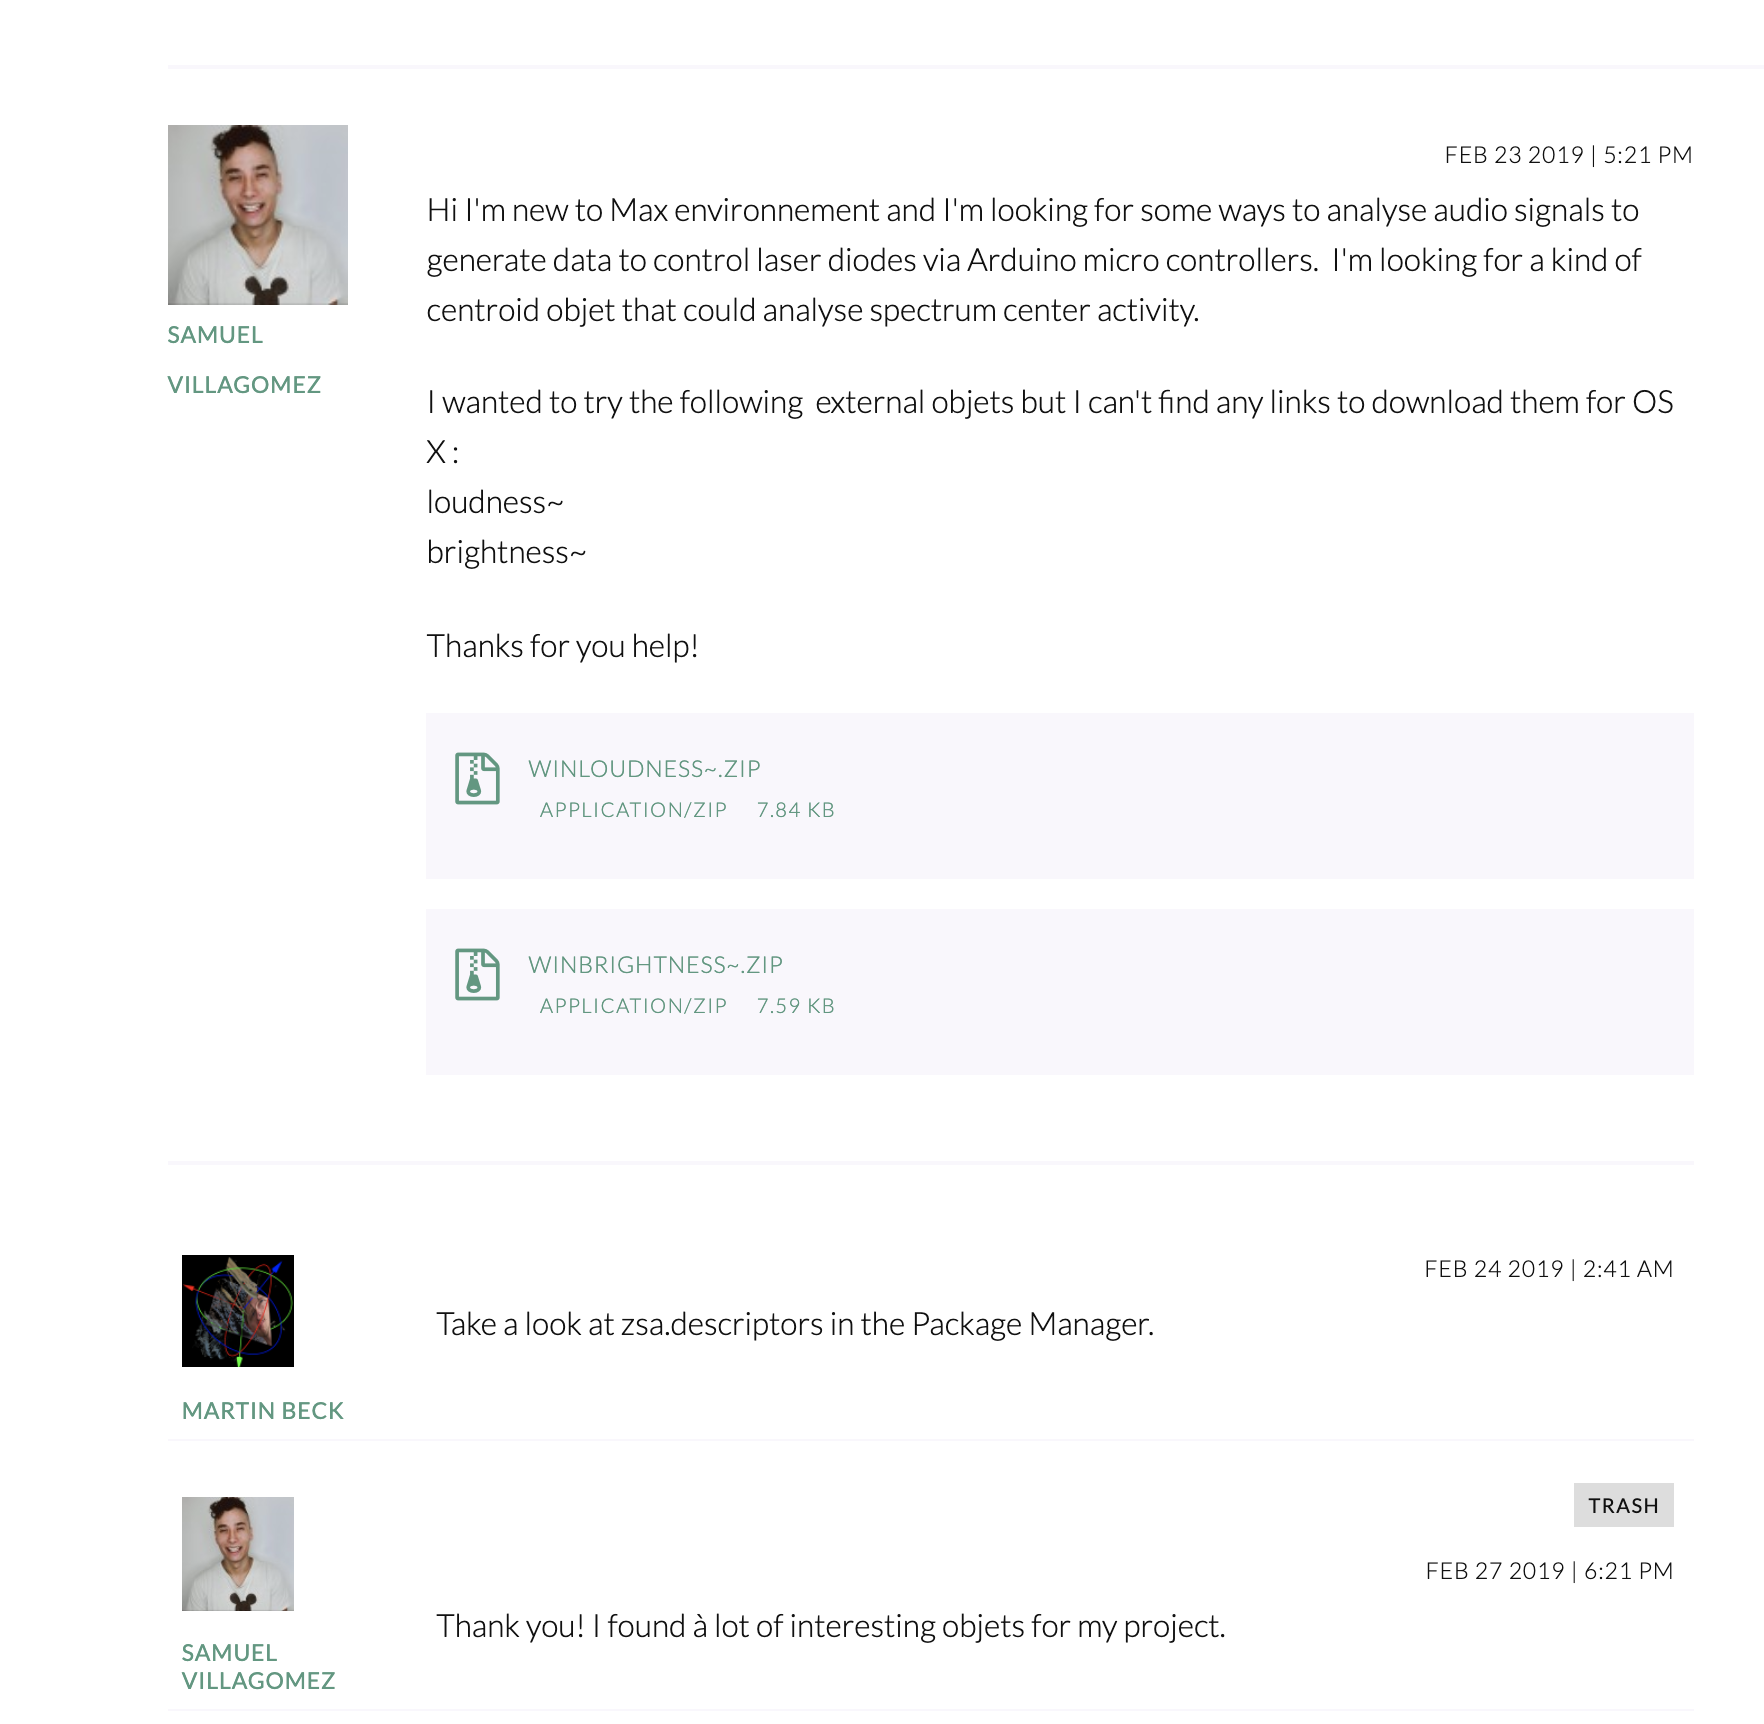 FEB 23 2019 | 5:21 PM
SAMUEL
VILLAGOMEZ
Hi I'm new to Max environnement and I'm looking for some ways to analyse audio signals to
generate data to control laser diodes via Arduino micro controllers.  I'm looking for a kind of
centroid objet that could analyse spectrum center activity.
I wanted to try the following  external objets but I can't find any links to download them for OS
X :
loudness~
brightness~
Thanks for you help!
WINLOUDNESS~.ZIP
APPLICATION/ZIP 7.84 KB
WINBRIGHTNESS~.ZIP
APPLICATION/ZIP 7.59 KB
FEB 24 2019 | 2:41 AM
Take a look at zsa.descriptors in the Package Manager.
MARTIN BECK
TRASH
FEB 27 2019 | 6:21 PM
Thank you! I found à lot of interesting objets for my project.
SAMUEL
VILLAGOMEZ